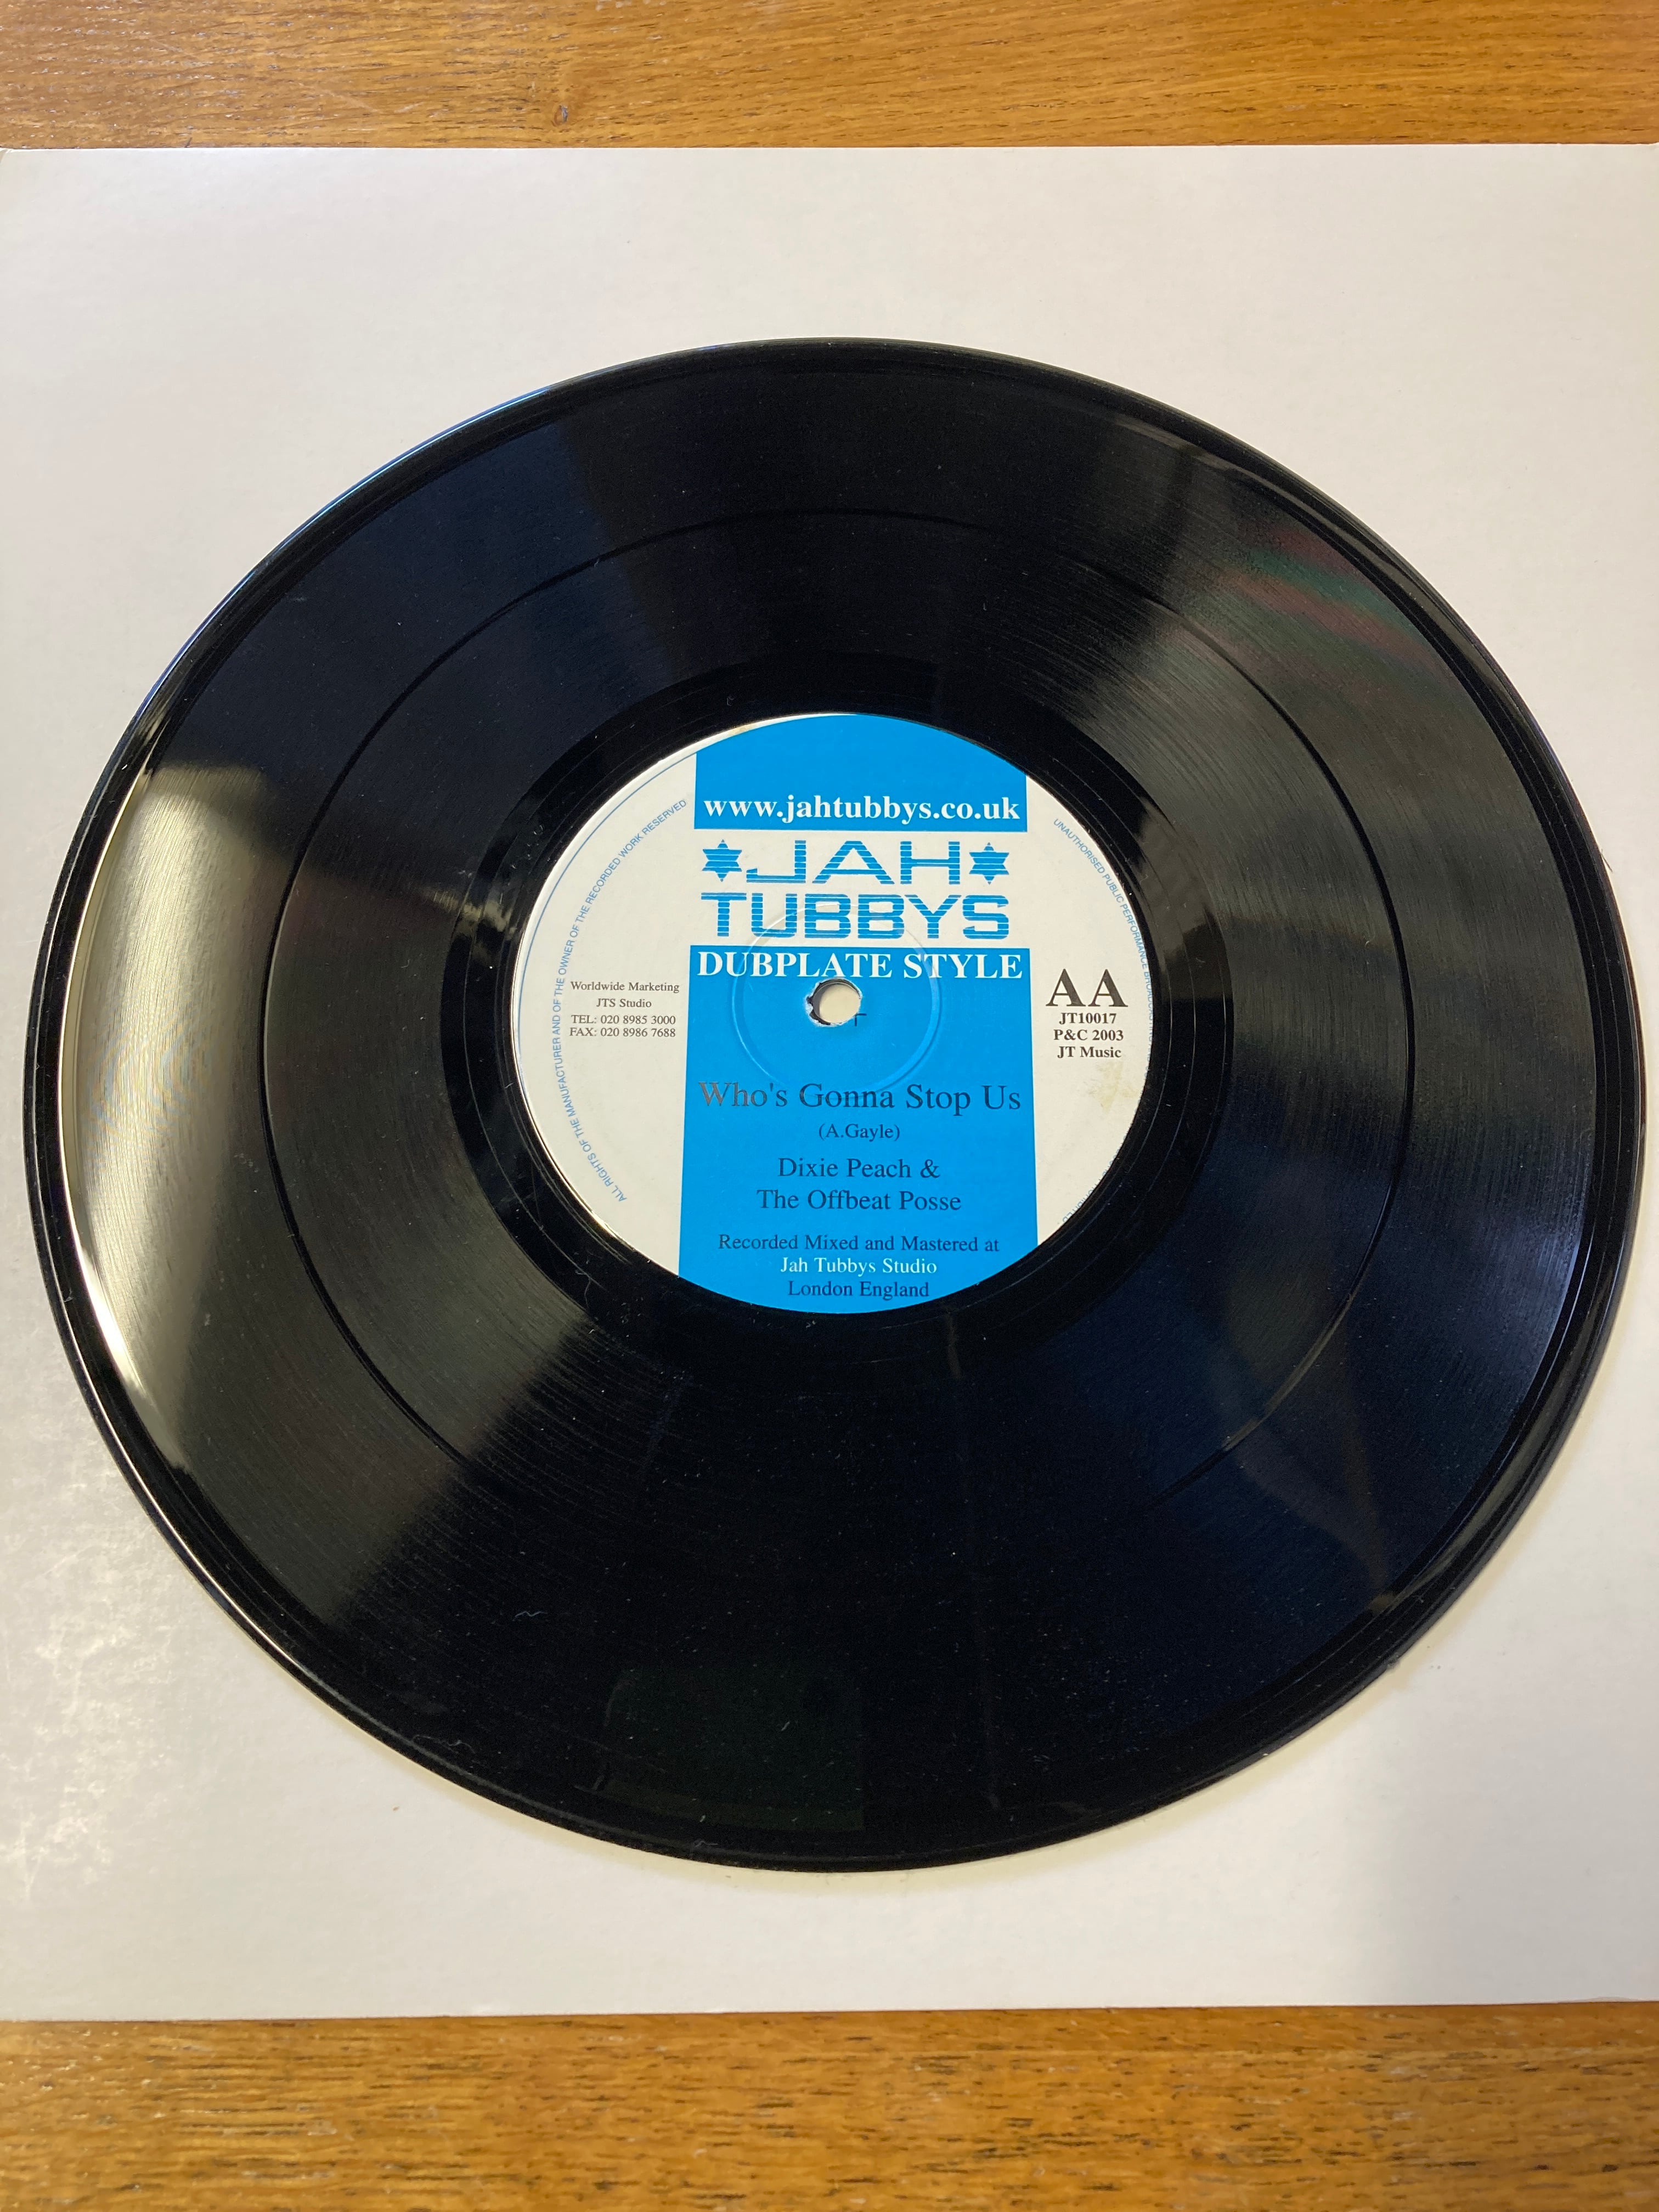 www.jahtubbys.co.uk
JAH
TUBBYS
DUBPLATE STYLE
Worldwide Marketing
JTS Studio
TEL: 020 8985 3000
FAX: 020 8986 7688
AA
JT10017
P&C 2003
JT Music
Who's Gonna Stop Us
(A.Gayle)
Dixie Peach &
The Offbeat Posse
Recorded Mixed and Mastered at
Jah Tubbys Studio
London England
ALL RIGHTS OF THE MANUFACTURER AND OF THE OWNER OF THE RECORDED WORK RESERVED
UNAUTHORISED PUBLIC PERFORMANCE